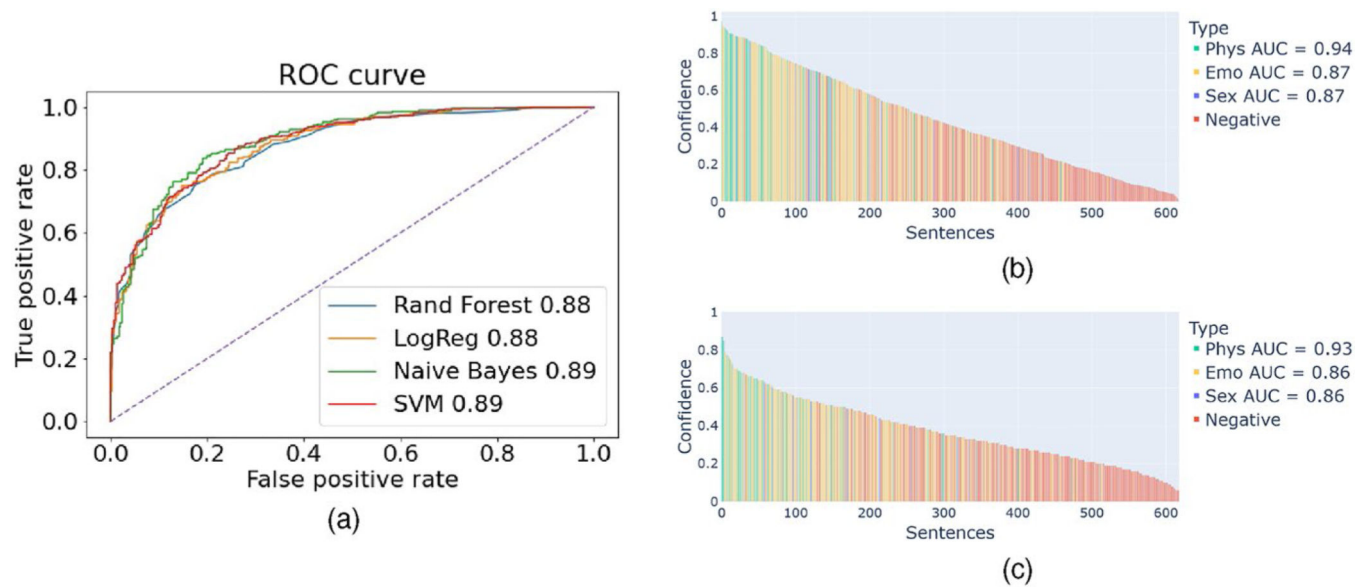 ROC curve
1.0
0.8
0.6
0.4
0.2
0.0
True positive rate
0.0 0.2 0.4 0.6 0.8 1.0
False positive rate
Rand Forest 0.88
LogReg 0.88
Naive Bayes 0.89
SVM 0.89
(a)
1
0.8
0.6
0.4
0.2
0
Confidence
0 100 200 300 400 500 600
Sentences
Type
Phys AUC = 0.94
Emo AUC = 0.87
Sex AUC = 0.87
Negative
(b)
1
0.8
0.6
0.4
0.2
0
Confidence
0 100 200 300 400 500 600
Sentences
Type
Phys AUC = 0.93
Emo AUC = 0.86
Sex AUC = 0.86
Negative
(c)